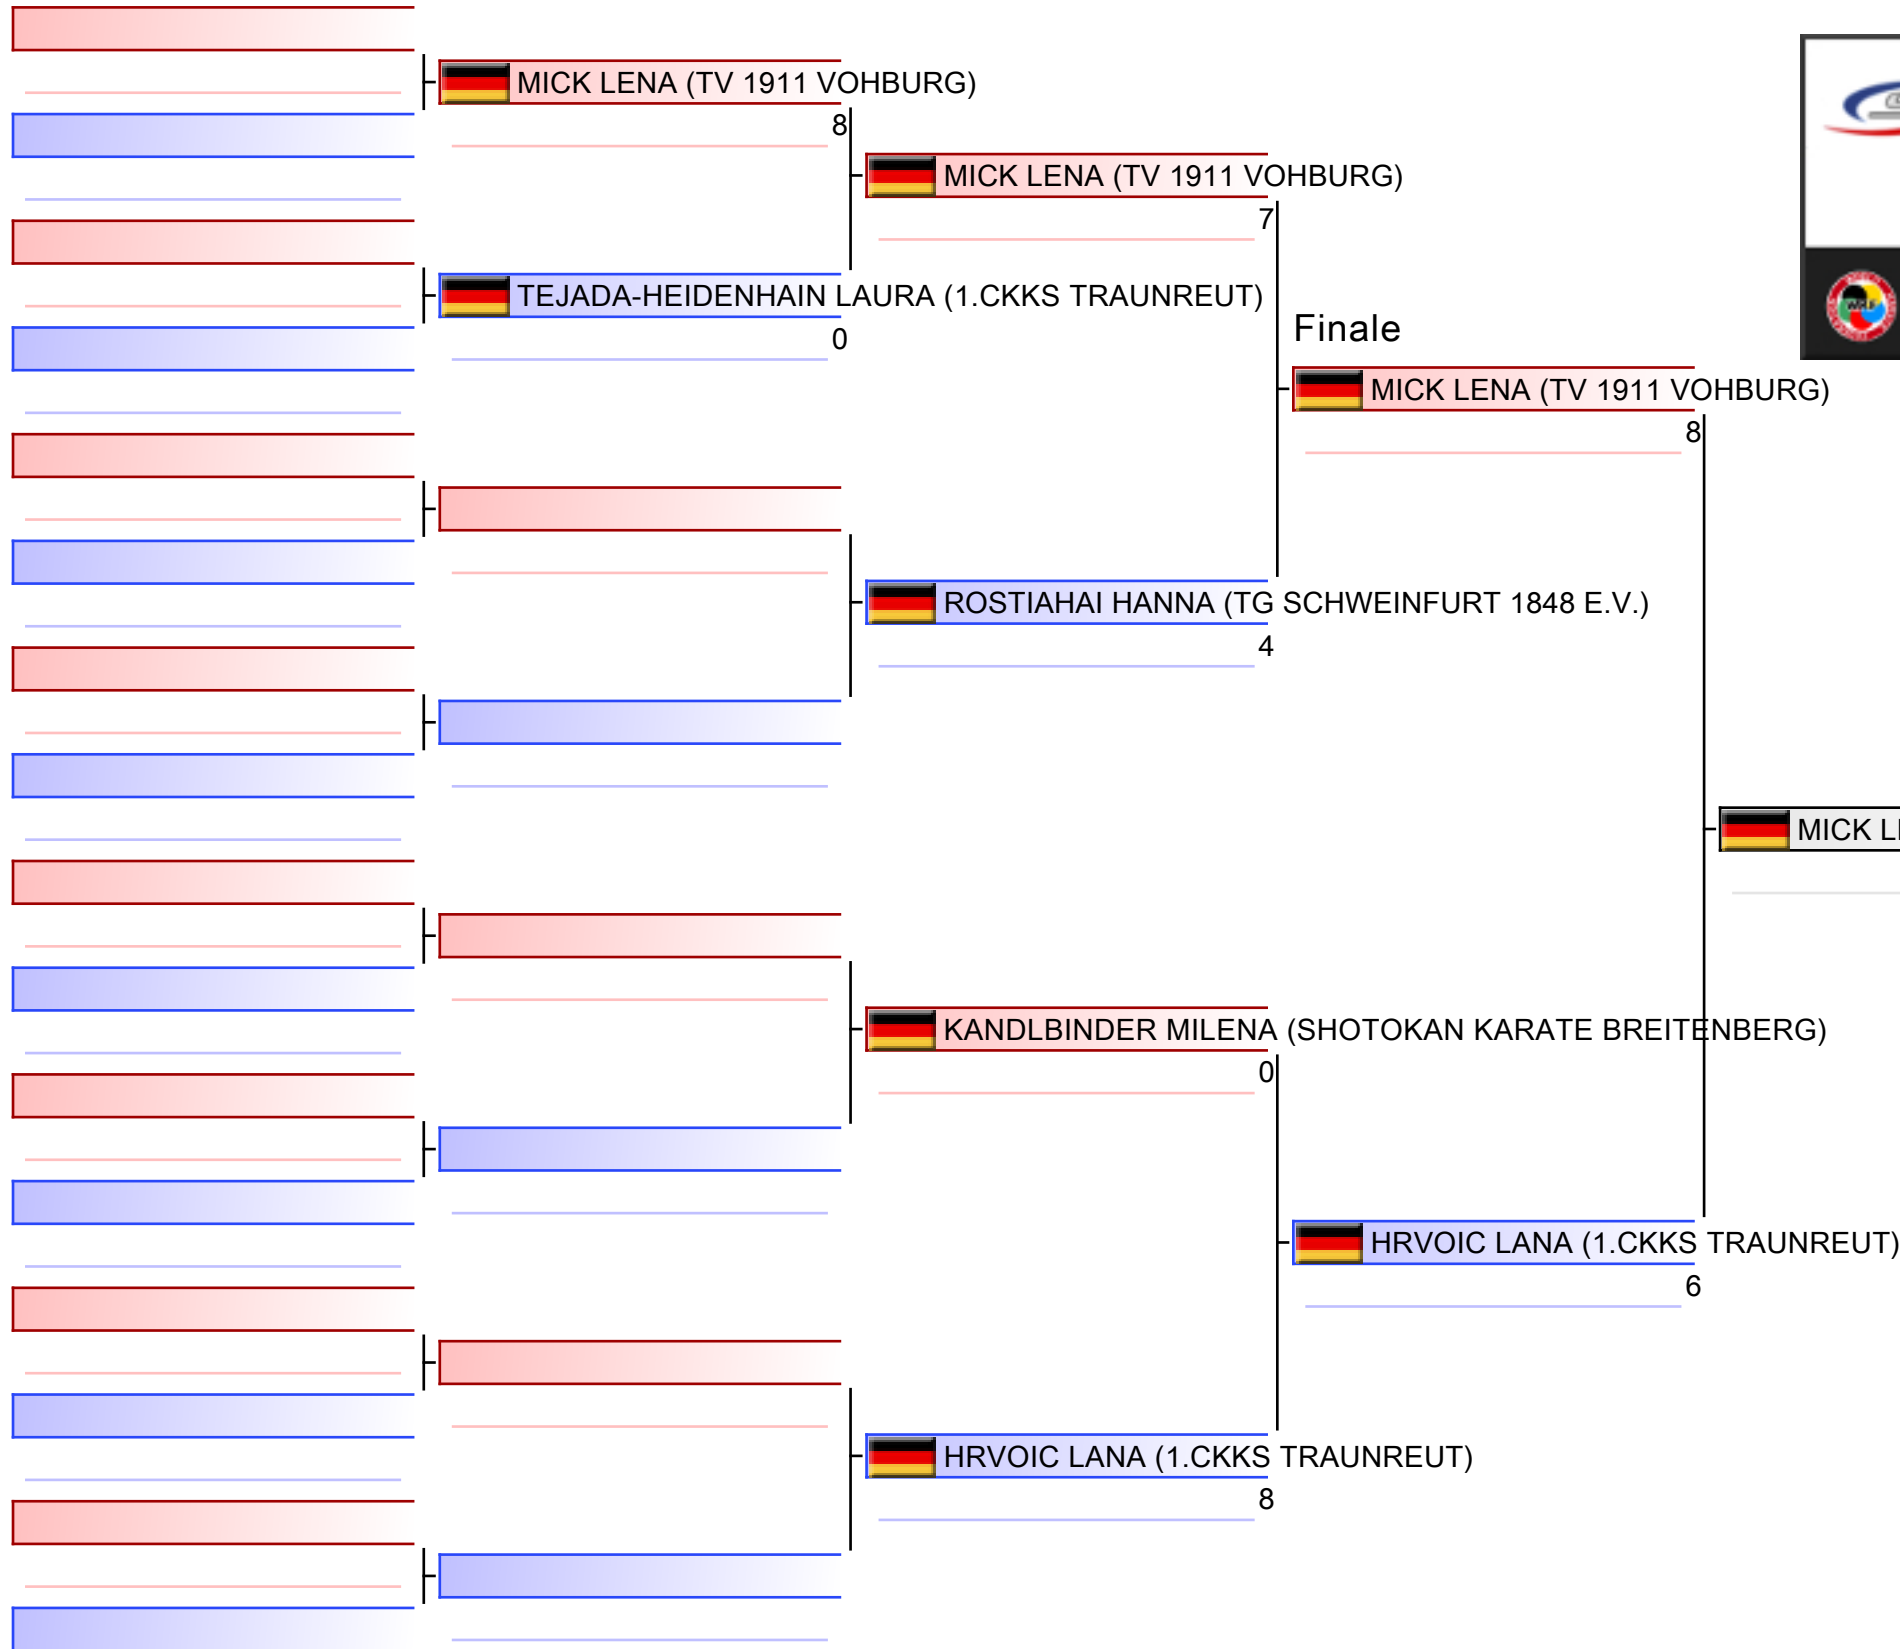 MICK LENA (TV 1911 VOHBURG)
8
MICK LENA (TV 1911 VOHBURG)
7
TEJADA-HEIDENHAIN LAURA (1.CKKS TRAUNREUT)
0
Finale
MICK LENA (TV 1911 VOHBURG)
8
ROSTIAHAI HANNA (TG SCHWEINFURT 1848 E.V.)
4
MICK
KANDLBINDER MILENA (SHOTOKAN KARATE BREITENBERG)
0
HRVOIC LANA (1.CKKS TRAUNREUT)
6
HRVOIC LANA (1.CKKS TRAUNREUT)
8